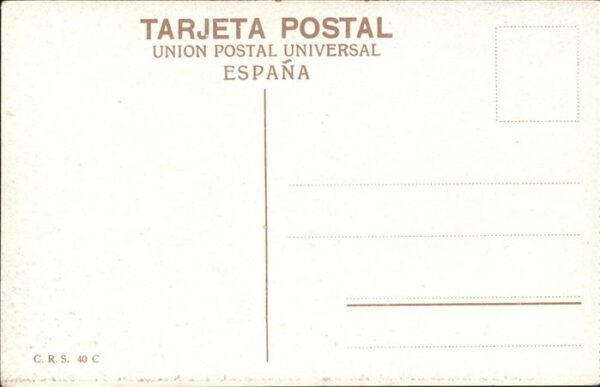 TARJETA POSTAL
UNION POSTAL UNIVERSAL
ESPAÑA
C. R. S. 40 C